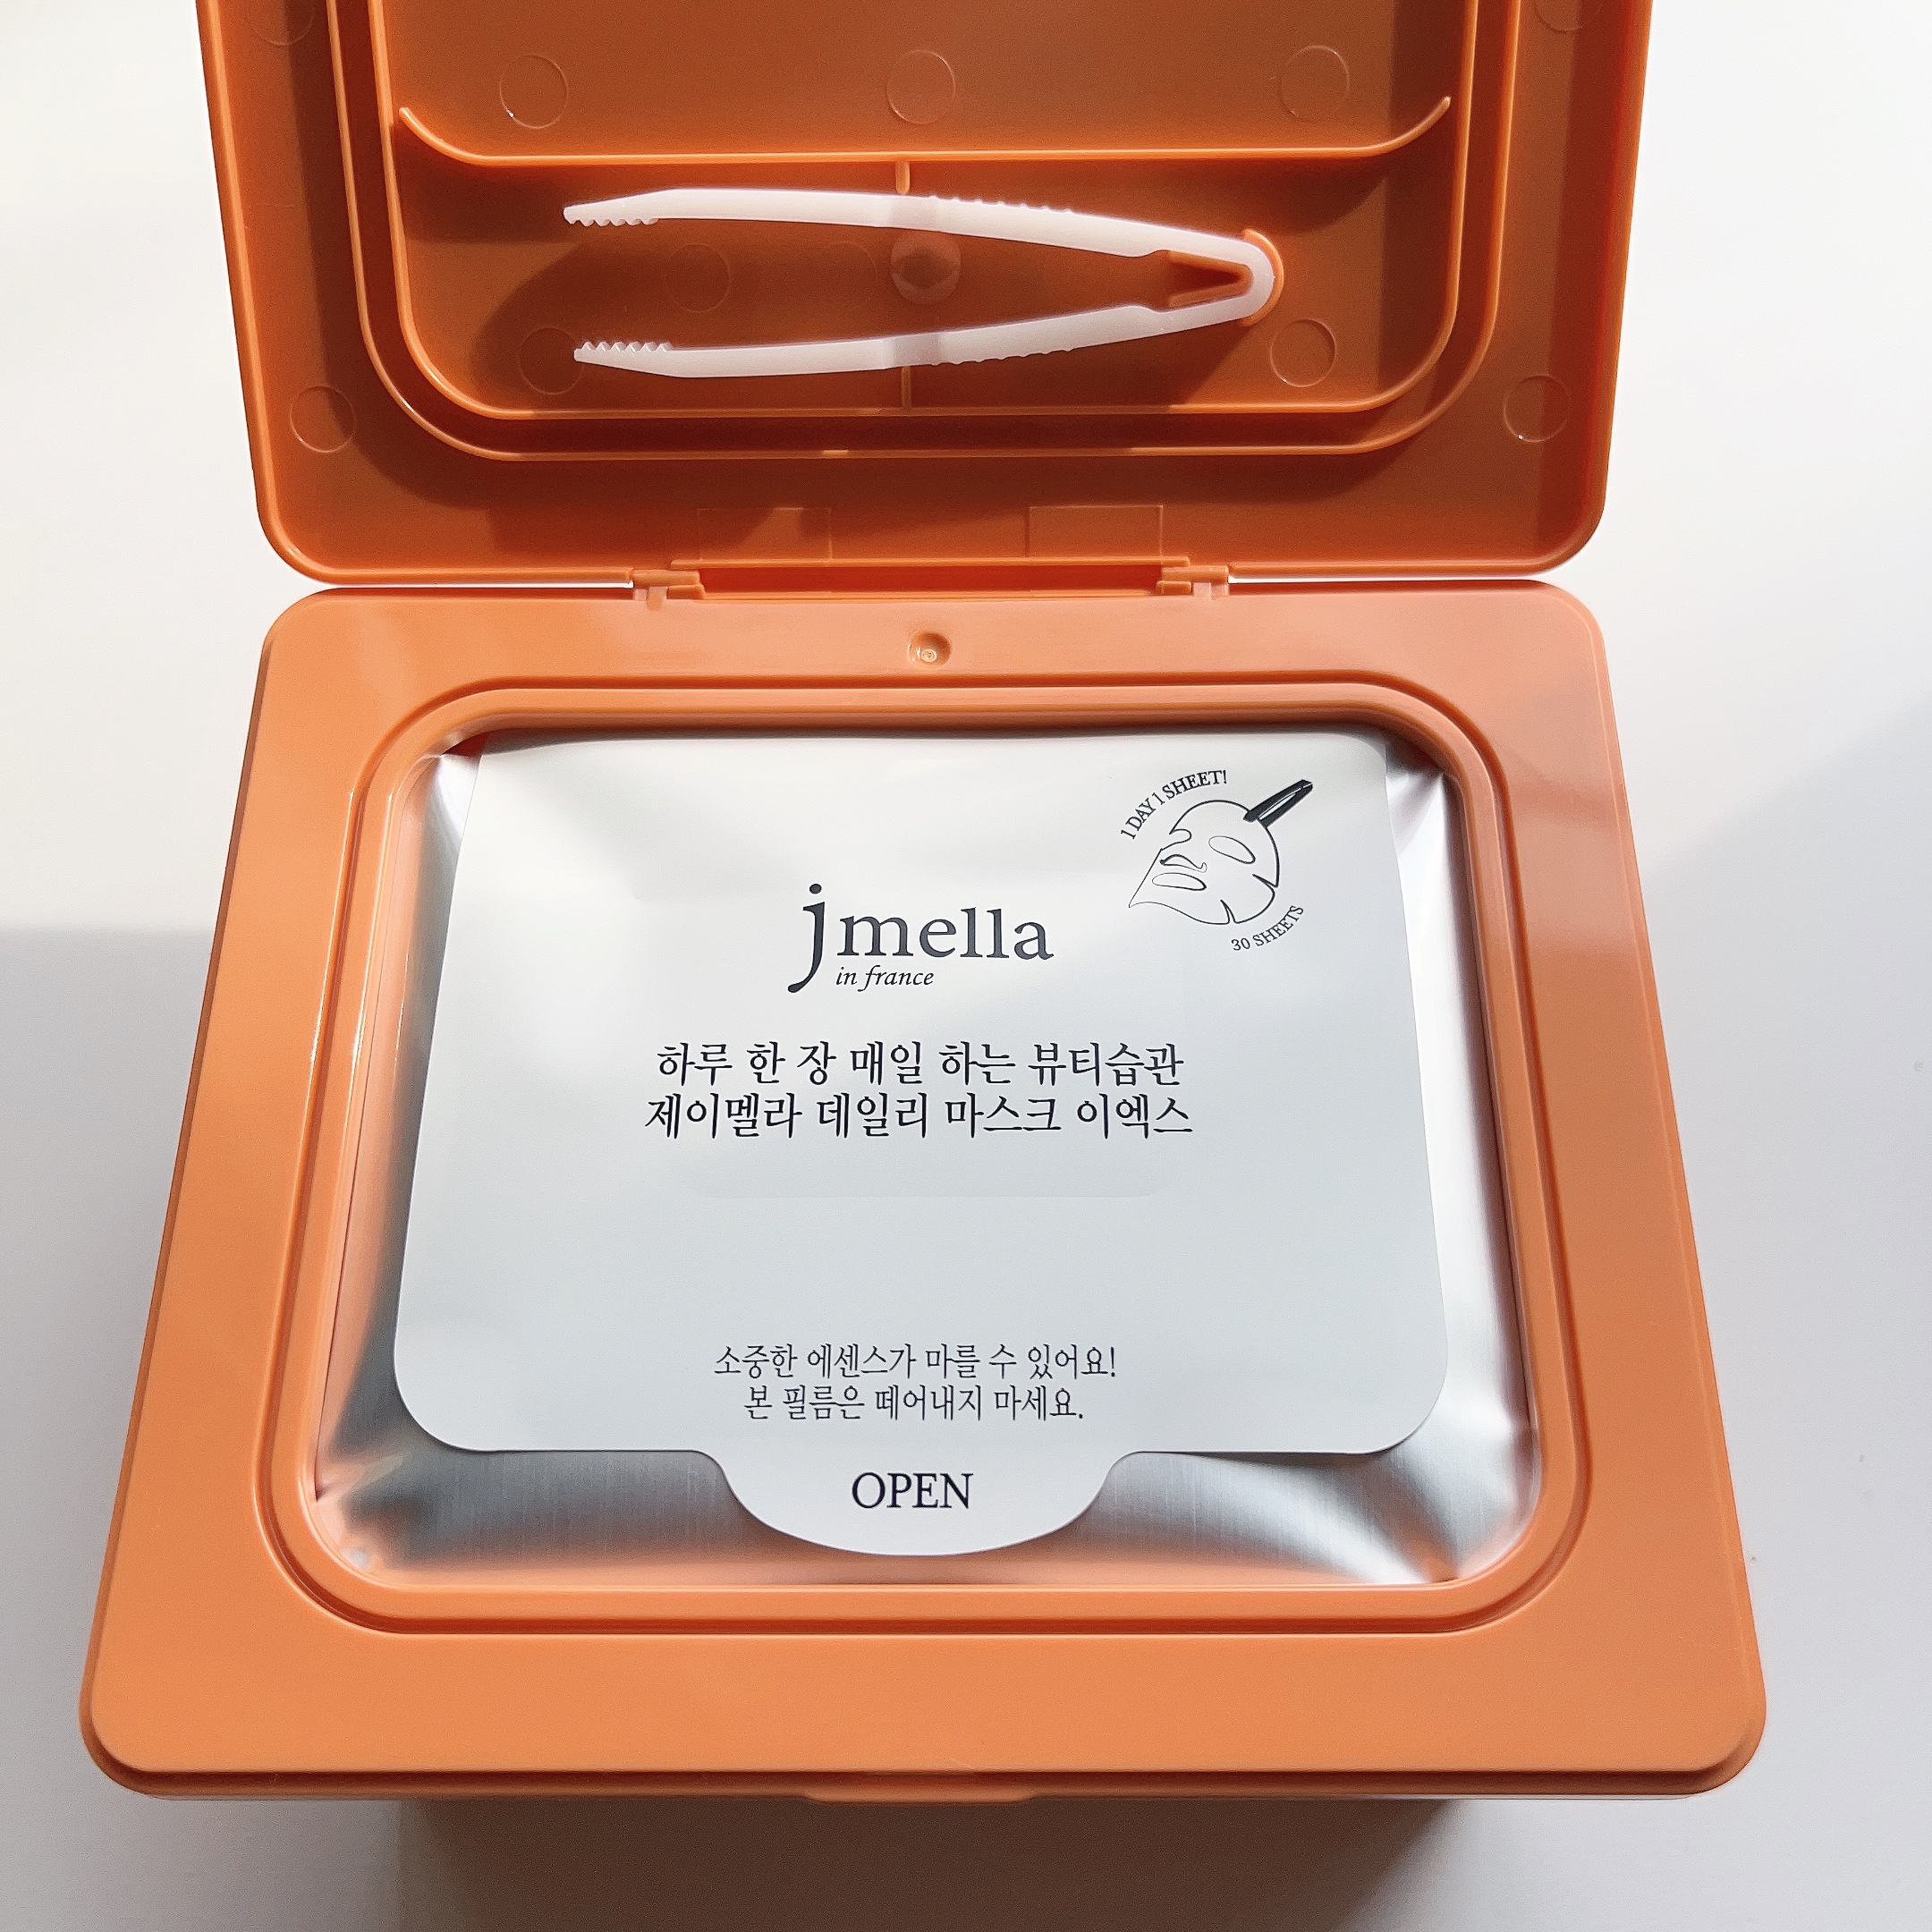 1 DAY 1 SHEET!
30 SHEETS
jmella
in france
하루 한 장 매일 하는 뷰티습관
제이멜라 데일리 마스크 이엑스
소중한 에센스가 마를 수 있어요!
본 필름은 떼어내지 마세요.
OPEN